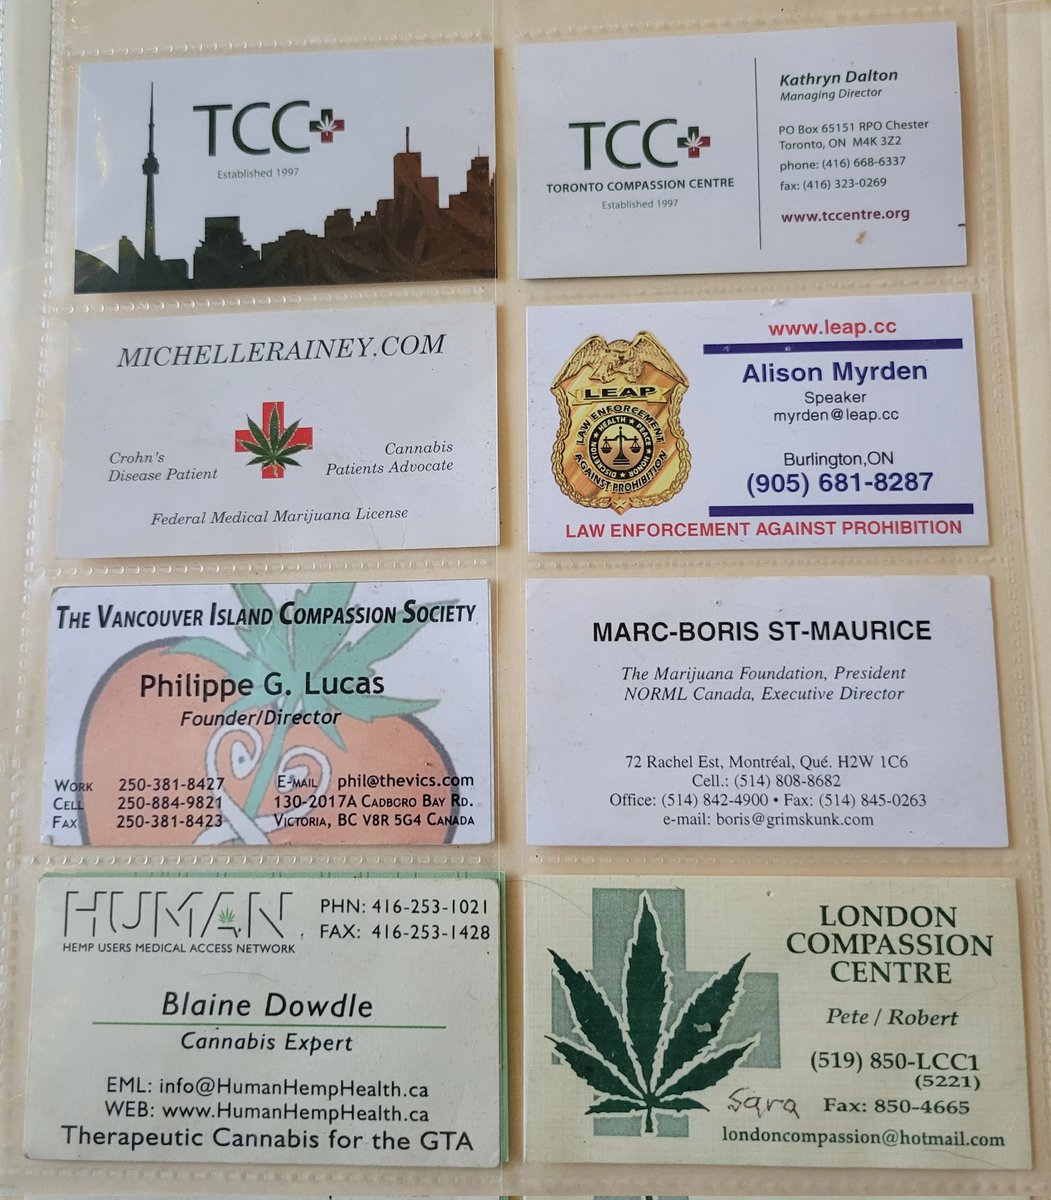 TCC
Established 1997
TCC
TORONTO COMPASSION CENTRE
Established 1997
Kathryn Dalton
Managing Director
PO Box 65151 RPO Chester
Toronto, ON M4K 3Z2
phone: (416) 668-6337
fax: (416) 323-0269
www.tccentre.org
MICHELLERAINEY.COM
Crohn's
Disease Patient
Cannabis
Patients Advocate
Federal Medical Marijuana License
LEAP
LAW ENFORCEMENT
HEALTH PEACE HONOR DISCRETION
AGAINST PROHIBITION
www.leap.cc
Alison Myrden
Speaker
myrden@leap.cc
Burlington,ON
(905) 681-8287
LAW ENFORCEMENT AGAINST PROHIBITION
THE VANCOUVER ISLAND COMPASSION SOCIETY
Philippe G. Lucas
Founder/Director
WORK 250-381-8427
CELL 250-884-9821
FAX 250-381-8423
E-MAIL phil@thevics.com
130-2017A CADBORO BAY RD.
VICTORIA, BC V8R 5G4 CANADA
MARC-BORIS ST-MAURICE
The Marijuana Foundation, President
NORML Canada, Executive Director
72 Rachel Est, Montréal, Qué. H2W 1C6
Cell.: (514) 808-8682
Office: (514) 842-4900 • Fax: (514) 845-0263
e-mail: boris@grimskunk.com
HUMAN
HEMP USERS MEDICAL ACCESS NETWORK
PHN: 416-253-1021
FAX: 416-253-1428
Blaine Dowdle
Cannabis Expert
EML: info@HumanHempHealth.ca
WEB: www.HumanHempHealth.ca
Therapeutic Cannabis for the GTA
LONDON
COMPASSION
CENTRE
Pete / Robert
(519) 850-LCC1
(5221)
Sara
Fax: 850-4665
londoncompassion@hotmail.com